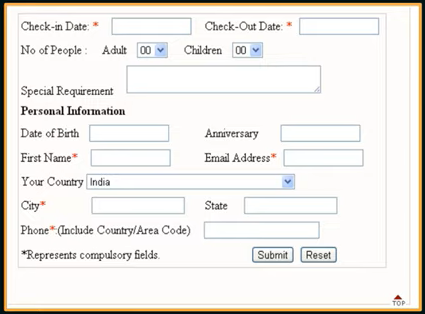 Check-in Date: * Check-Out Date: *
No of People : Adult 00 Children 00
Special Requirement
Personal Information
Date of Birth Anniversary
First Name* Email Address*
Your Country India
City* State
Phone*:(Include Country/Area Code)
*Represents compulsory fields. Submit Reset
TOP